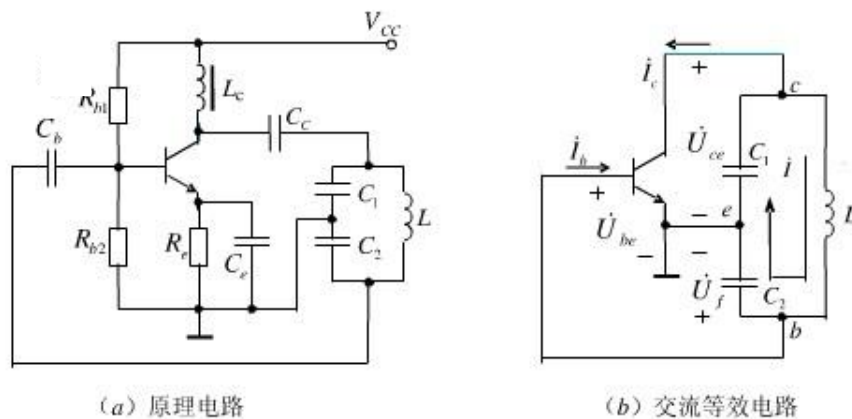 V_CC
R_b1
L_c
C_b
C_C
C_1
L
R_b2
R_e
C_e
C_2
(a) 原理电路
İ_c
+
c
İ_b
+
U̇_ce
C_1
İ
L
e
−
U̇_be
−
−
U̇_f
C_2
+
b
(b) 交流等效电路